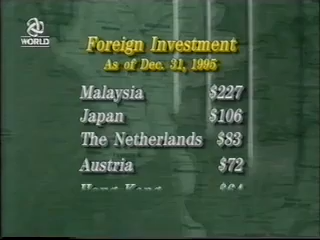 WORLD
Foreign Investment
As of Dec. 31, 1995
Malaysia $227
Japan $106
The Netherlands $83
Austria $72